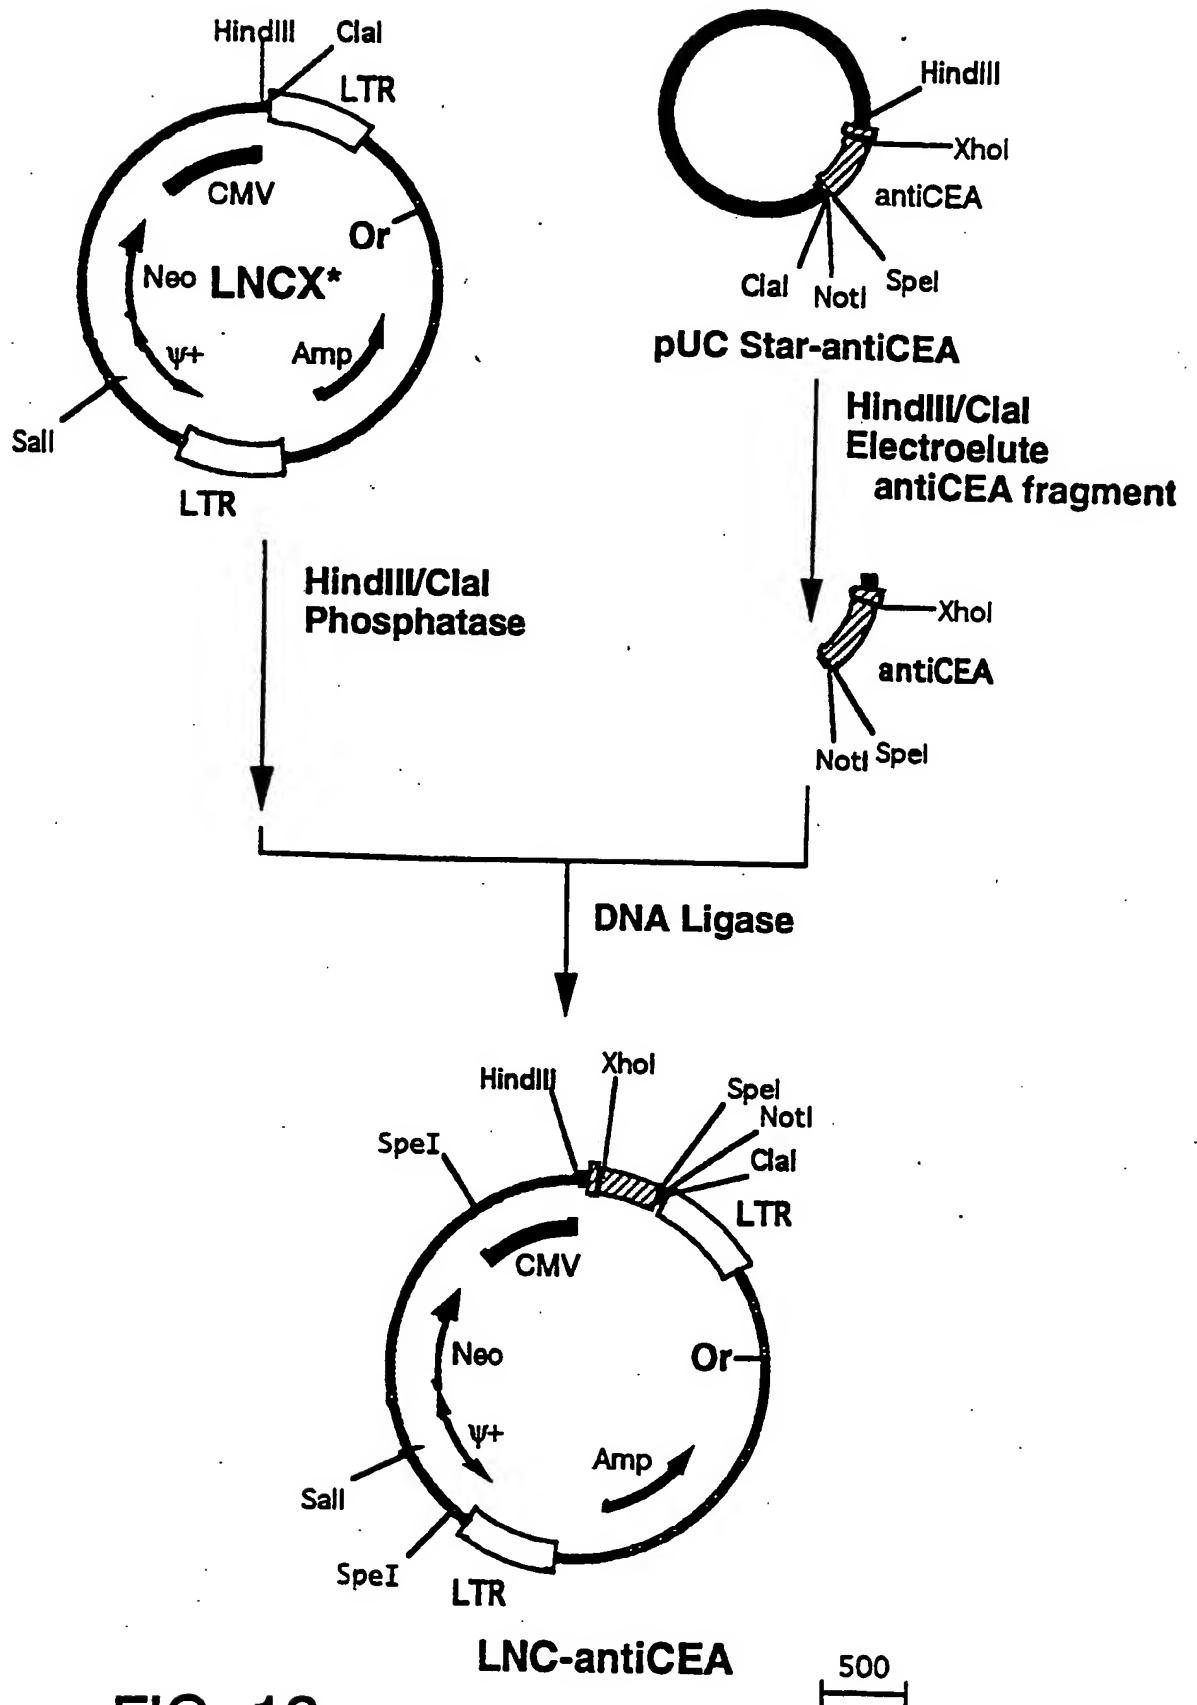 HindIII
ClaI
LTR
CMV
Or
Neo
LNCX*
ψ+
Amp
SalI
LTR
HindIII
XhoI
antiCEA
ClaI
NotI
SpeI
pUC Star-antiCEA
HindIII/ClaI
Electroelute
antiCEA fragment
HindIII/ClaI
Phosphatase
XhoI
antiCEA
NotI
SpeI
DNA Ligase
HindIII
XhoI
SpeI
NotI
ClaI
SpeI
LTR
CMV
Neo
Or
ψ+
Amp
SalI
SpeI
LTR
LNC-antiCEA
500